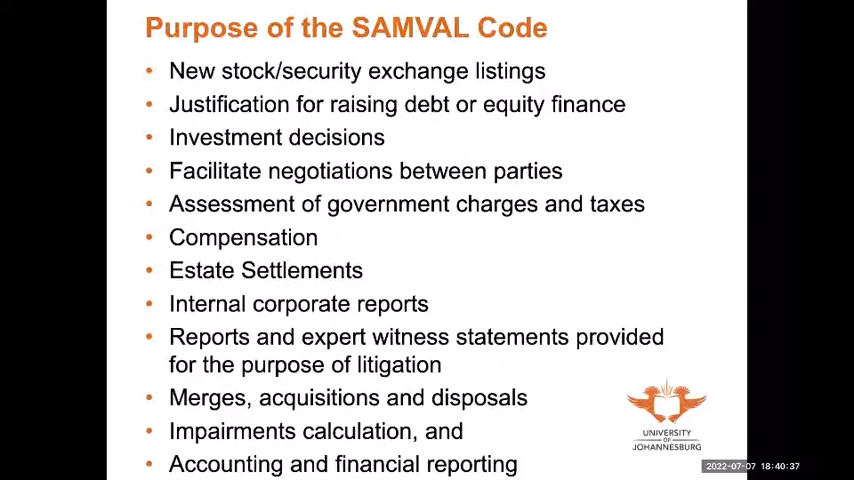 Purpose of the SAMVAL Code
• New stock/security exchange listings
• Justification for raising debt or equity finance
• Investment decisions
• Facilitate negotiations between parties
• Assessment of government charges and taxes
• Compensation
• Estate Settlements
• Internal corporate reports
• Reports and expert witness statements provided
for the purpose of litigation
• Merges, acquisitions and disposals
• Impairments calculation, and
• Accounting and financial reporting
UNIVERSITY
OF
JOHANNESBURG
2022-07-07 18:40:37